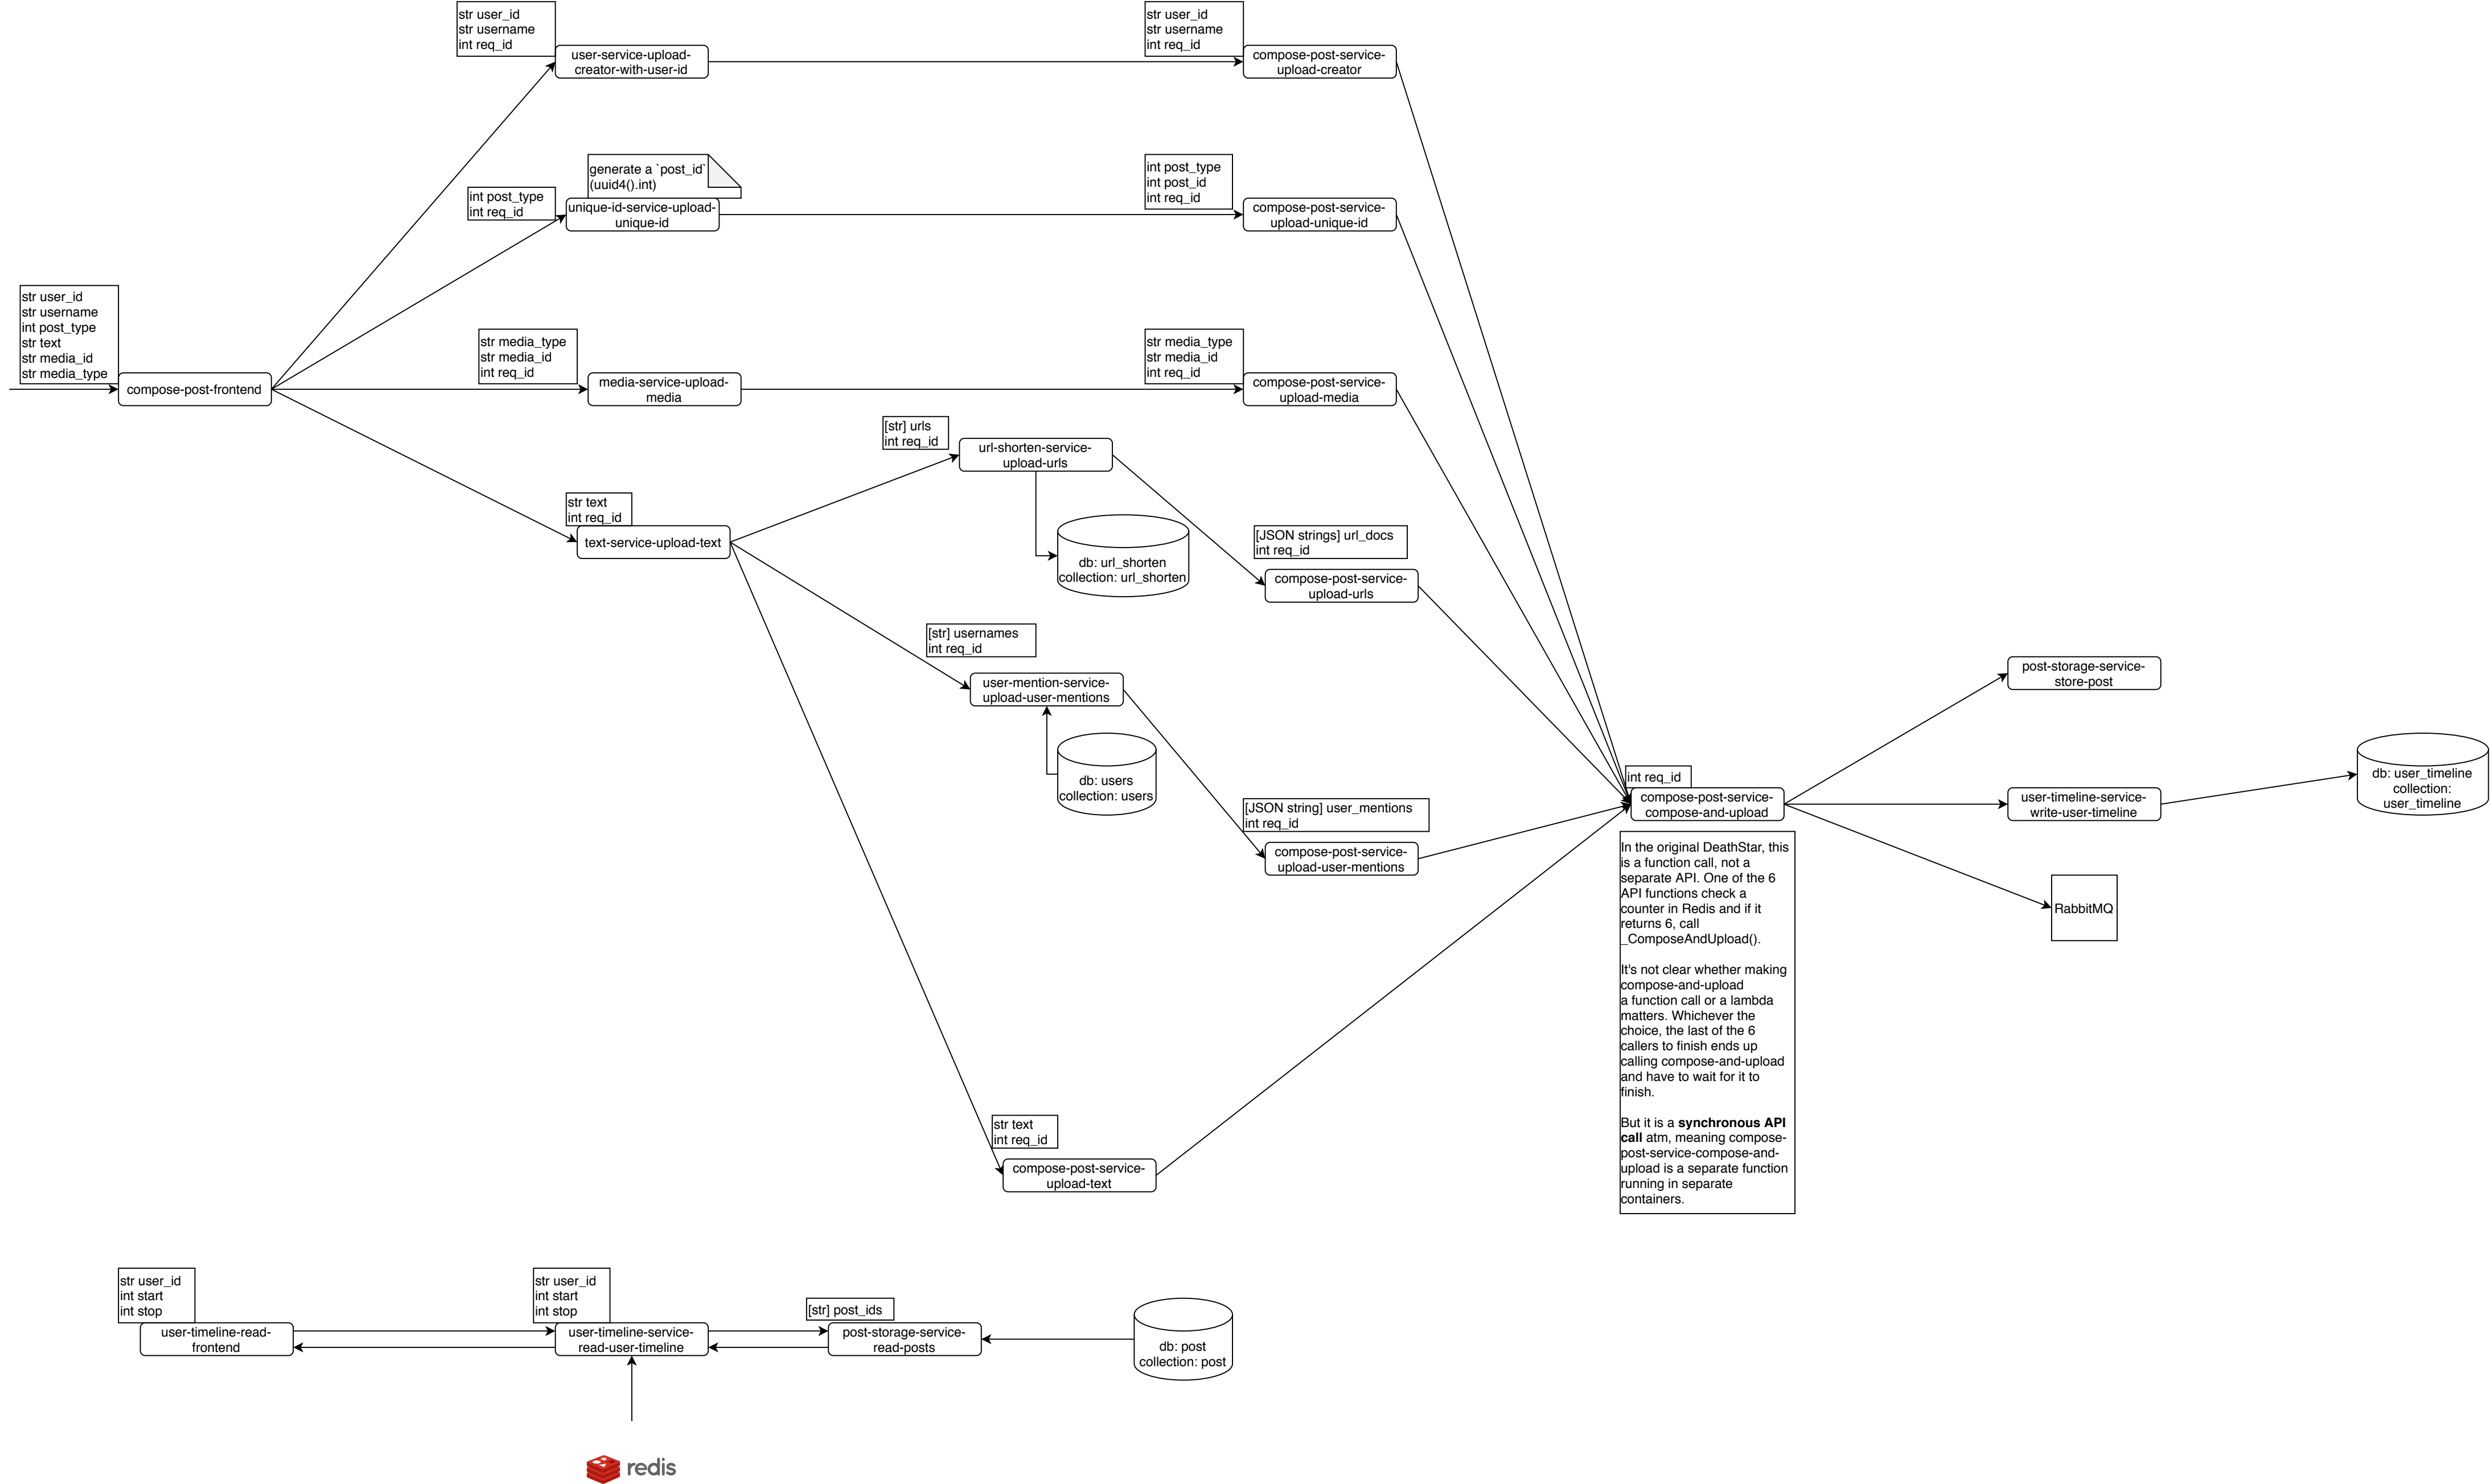 str user_id
str username
int req_id
user-service-upload-
creator-with-user-id
str user_id
str username
int req_id
compose-post-service-
upload-creator
generate a `post_id`
(uuid4().int)
int post_type
int req_id
unique-id-service-upload-
unique-id
int post_type
int post_id
int req_id
compose-post-service-
upload-unique-id
str user_id
str username
int post_type
str text
str media_id
str media_type
compose-post-frontend
str media_type
str media_id
int req_id
media-service-upload-
media
str media_type
str media_id
int req_id
compose-post-service-
upload-media
[str] urls
int req_id
url-shorten-service-
upload-urls
str text
int req_id
text-service-upload-text
db: url_shorten
collection: url_shorten
[JSON strings] url_docs
int req_id
compose-post-service-
upload-urls
[str] usernames
int req_id
user-mention-service-
upload-user-mentions
db: users
collection: users
[JSON string] user_mentions
int req_id
compose-post-service-
upload-user-mentions
int req_id
compose-post-service-
compose-and-upload
post-storage-service-
store-post
user-timeline-service-
write-user-timeline
db: user_timeline
collection:
user_timeline
RabbitMQ
In the original DeathStar, this
is a function call, not a
separate API. One of the 6
API functions check a
counter in Redis and if it
returns 6, call
_ComposeAndUpload().
It's not clear whether making
compose-and-upload
a function call or a lambda
matters. Whichever the
choice, the last of the 6
callers to finish ends up
calling compose-and-upload
and have to wait for it to
finish.
But it is a synchronous API
call atm, meaning compose-
post-service-compose-and-
upload is a separate function
running in separate
containers.
str text
int req_id
compose-post-service-
upload-text
str user_id
int start
int stop
user-timeline-read-
frontend
str user_id
int start
int stop
user-timeline-service-
read-user-timeline
[str] post_ids
post-storage-service-
read-posts
db: post
collection: post
redis